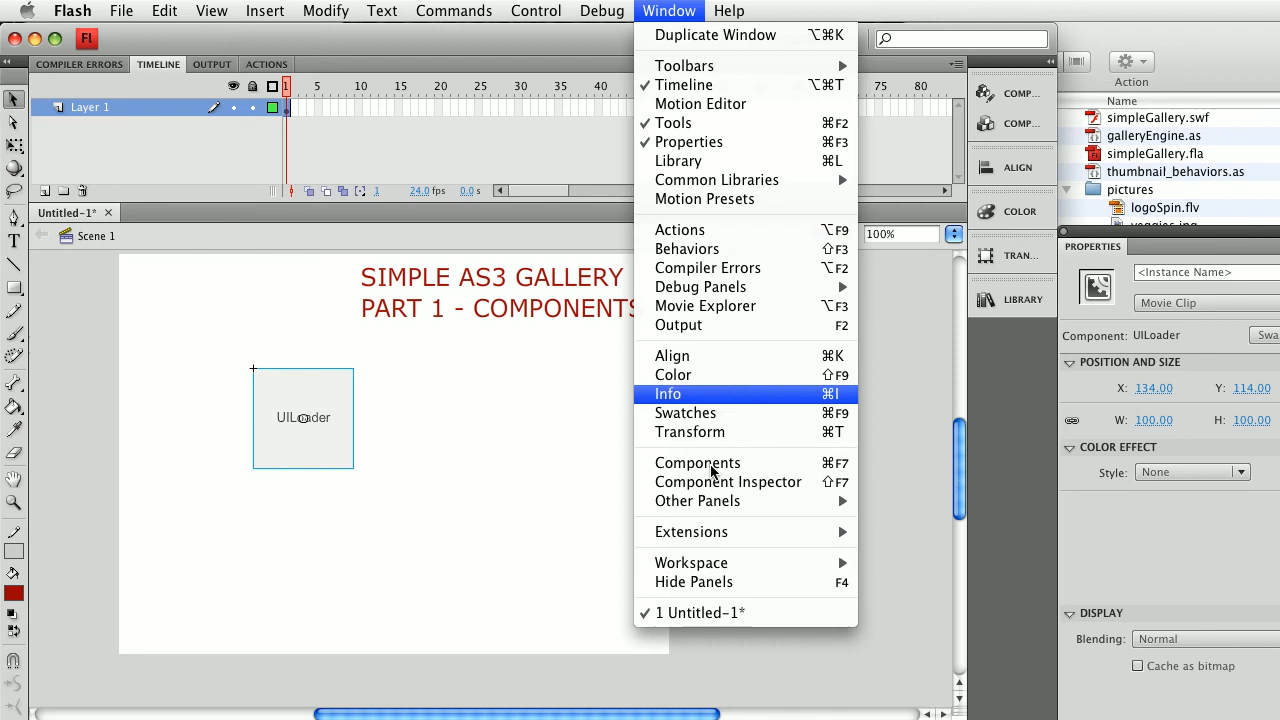 Flash File Edit View Insert Modify Text Commands Control Debug Window Help
Fl
COMPILER ERRORS TIMELINE OUTPUT ACTIONS
1 5 10 15 20 25 30 35 40 75 80
Layer 1
1 24.0 fps 0.0 s
Untitled-1* ×
Scene 1
100%
SIMPLE AS3 GALLERY
PART 1 - COMPONENTS
UILoader
Duplicate Window ⌥⌘K
Toolbars
Timeline ⌥⌘T
Motion Editor
Tools ⌘F2
Properties ⌘F3
Library ⌘L
Common Libraries
Motion Presets
Actions ⌥F9
Behaviors ⇧F3
Compiler Errors ⌥F2
Debug Panels
Movie Explorer ⌥F3
Output F2
Align ⌘K
Color ⇧F9
Info ⌘I
Swatches ⌘F9
Transform ⌘T
Components ⌘F7
Component Inspector ⇧F7
Other Panels
Extensions
Workspace
Hide Panels F4
1 Untitled-1*
COMP...
COMP...
ALIGN
COLOR
TRAN...
LIBRARY
Action
Name
simpleGallery.swf
galleryEngine.as
simpleGallery.fla
thumbnail_behaviors.as
pictures
logoSpin.flv
veggies.jpg
PROPERTIES
<Instance Name>
Movie Clip
Component: UILoader Swa
POSITION AND SIZE
X: 134.00 Y: 114.00
W: 100.00 H: 100.00
COLOR EFFECT
Style: None
DISPLAY
Blending: Normal
Cache as bitmap